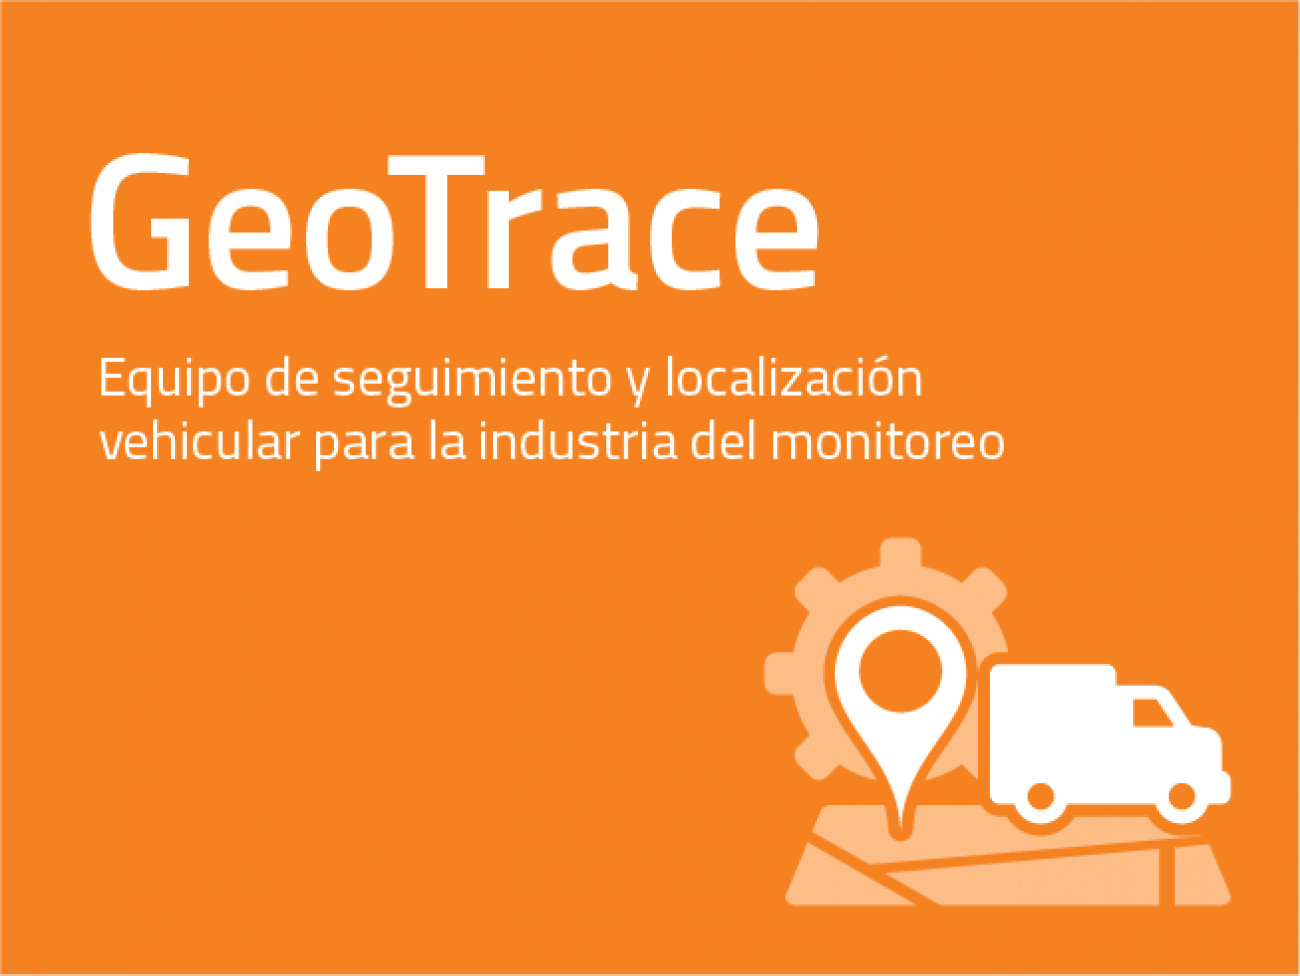 GeoTrace
Equipo de seguimiento y localización
vehicular para la industria del monitoreo